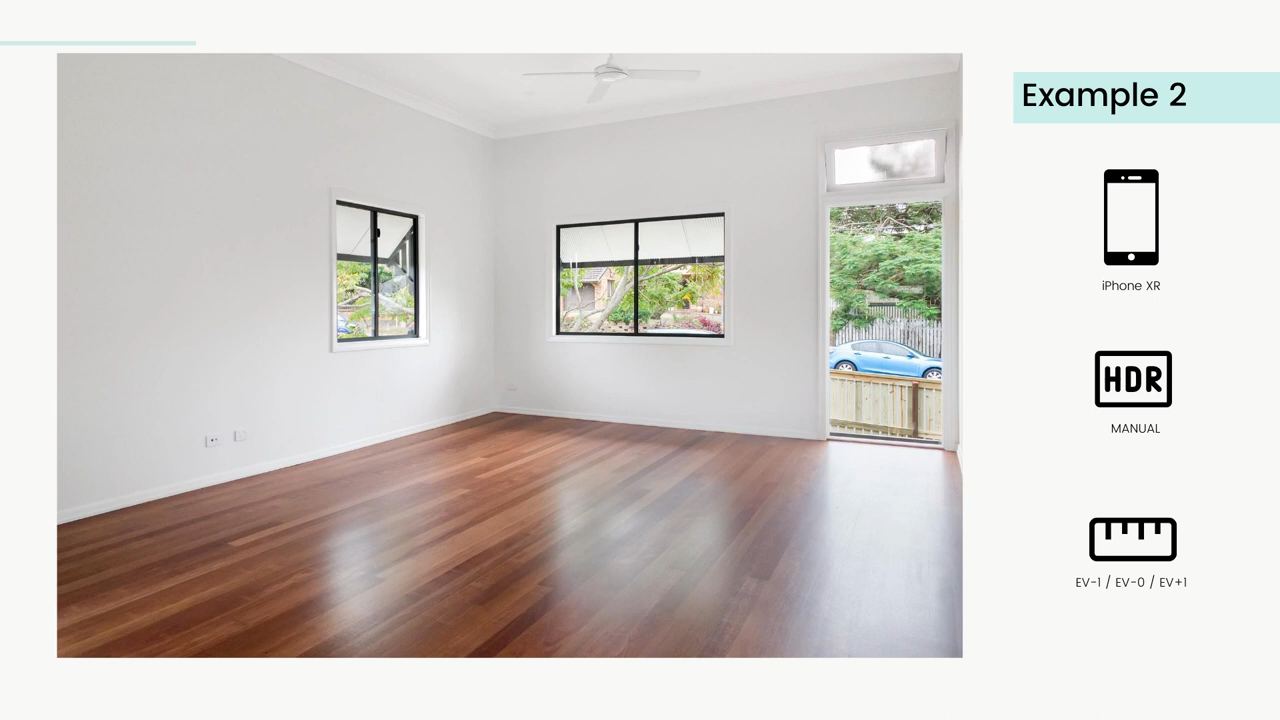 Example 2
iPhone XR
HDR
MANUAL
EV-1 / EV-0 / EV+1